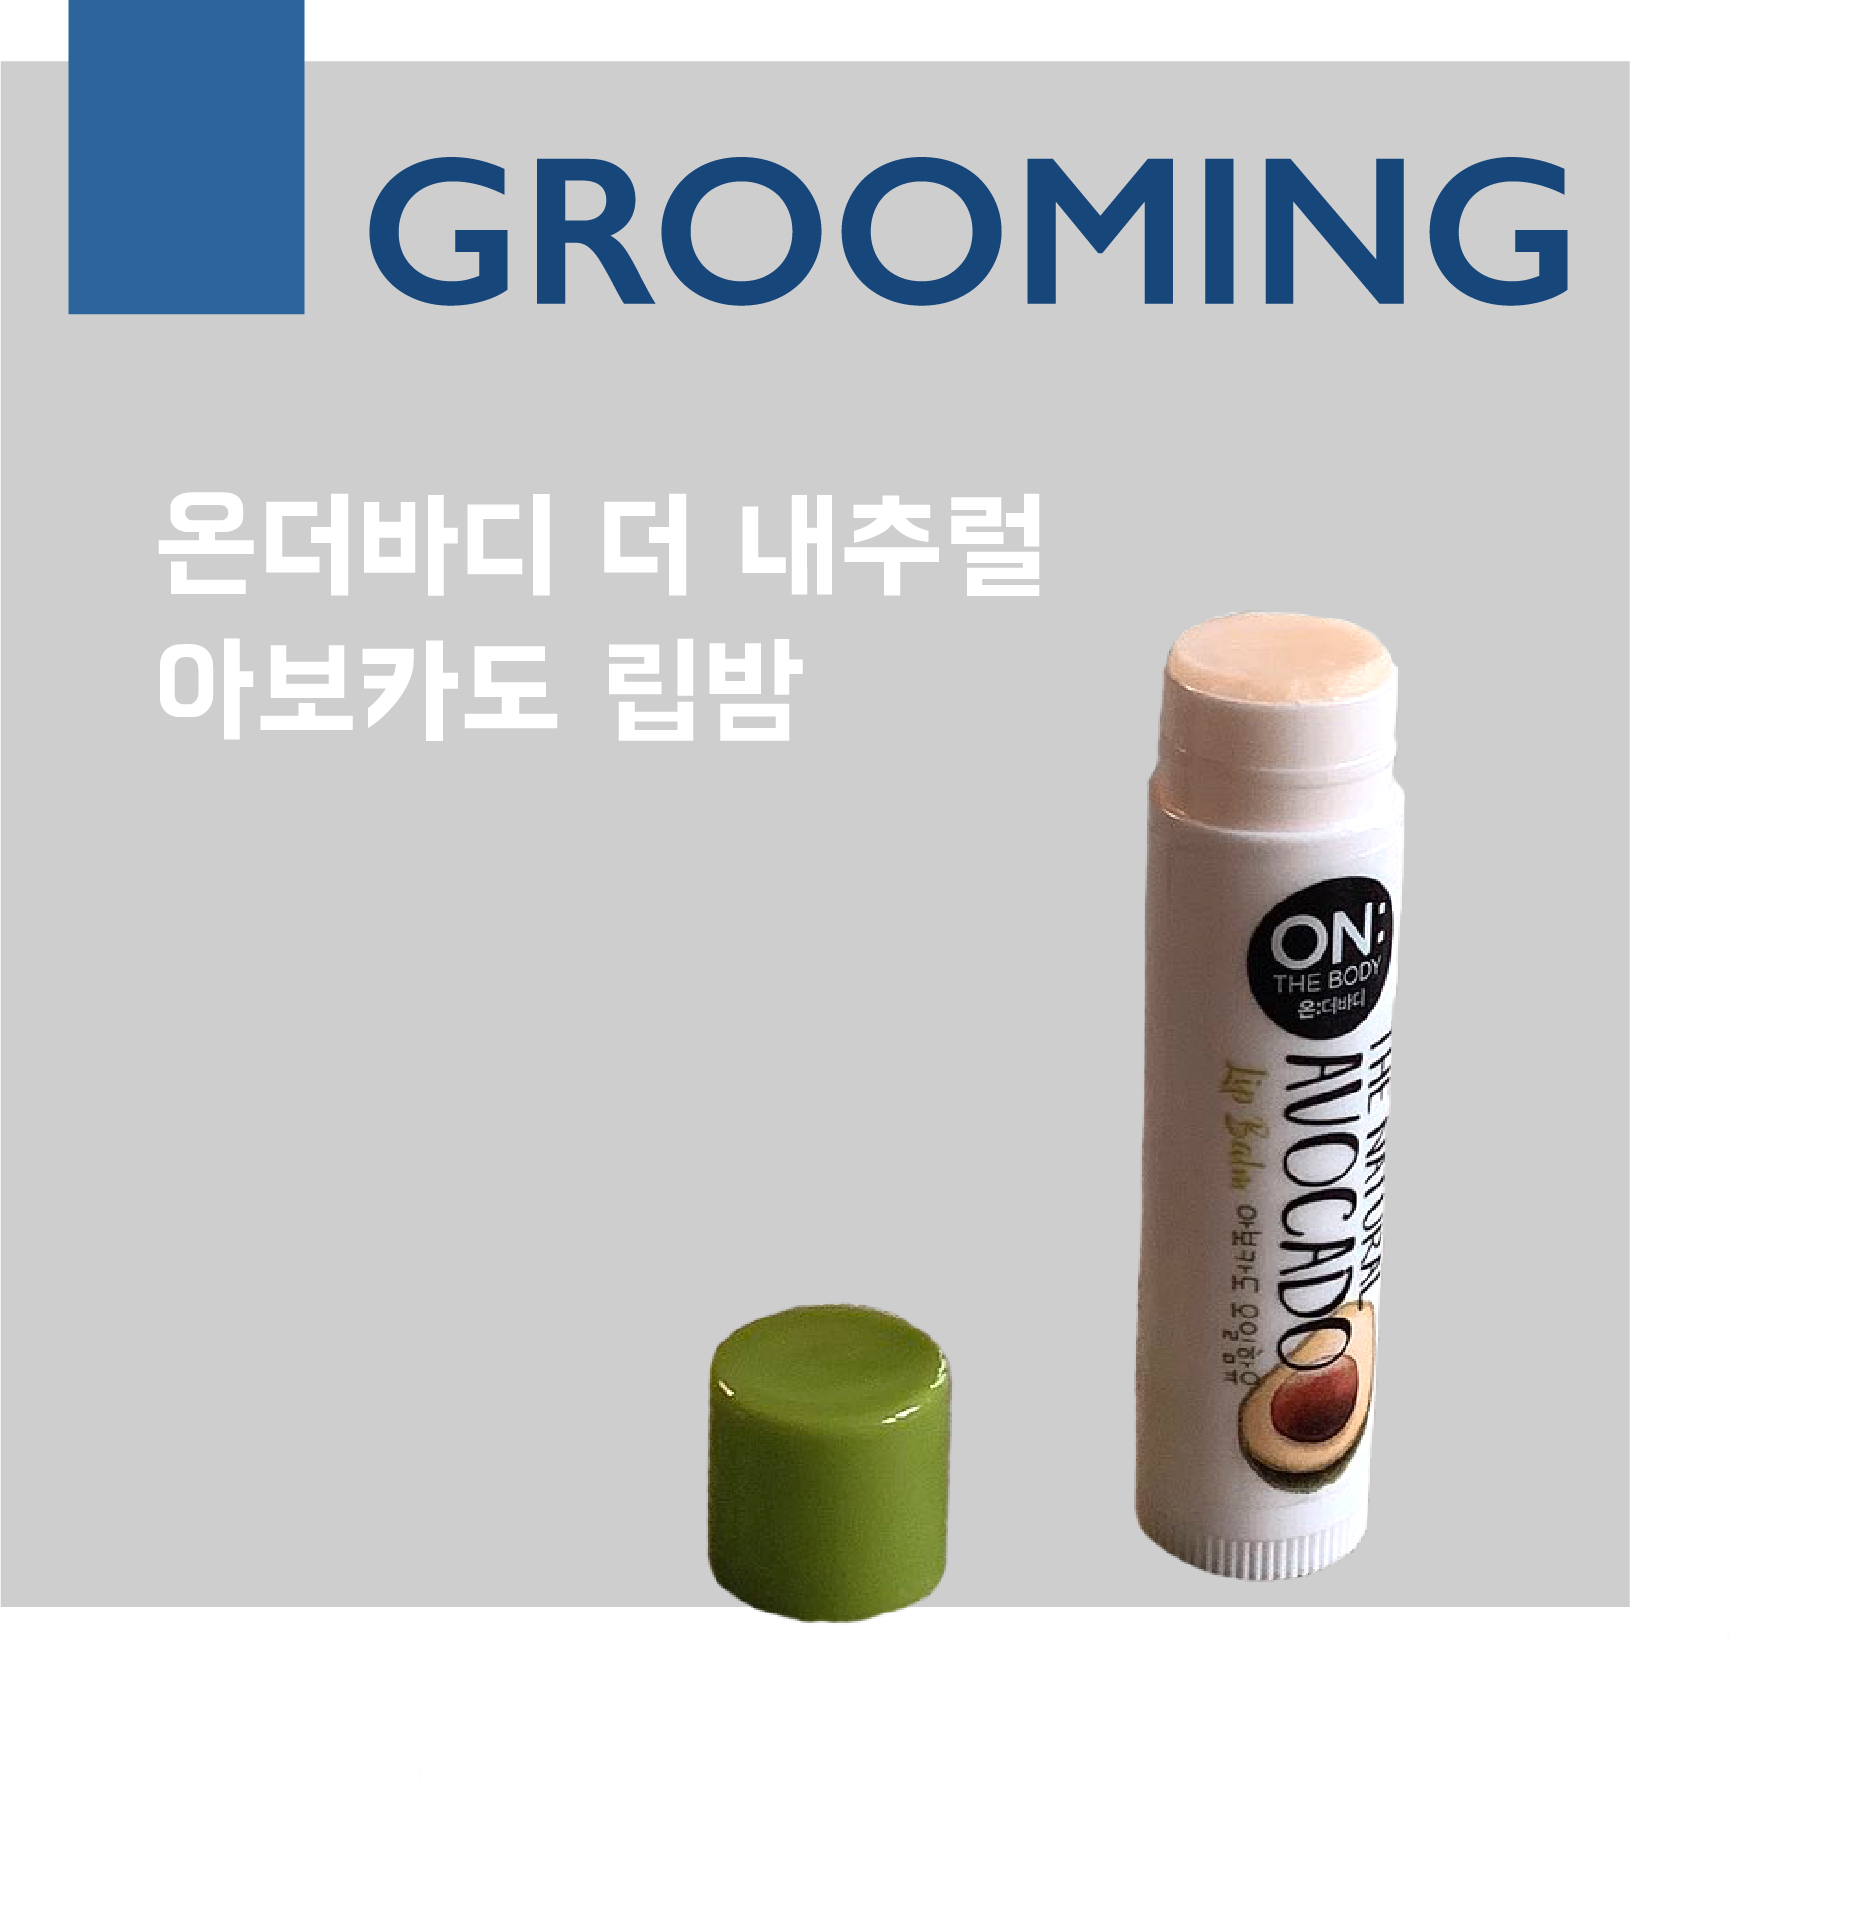 GROOMING
온더바디 더 내추럴
아보카도 립밤
ON:
THE BODY
온:더바디
THE NATURAL
AVOCADO
Lip Balm 아보카도 오일함유